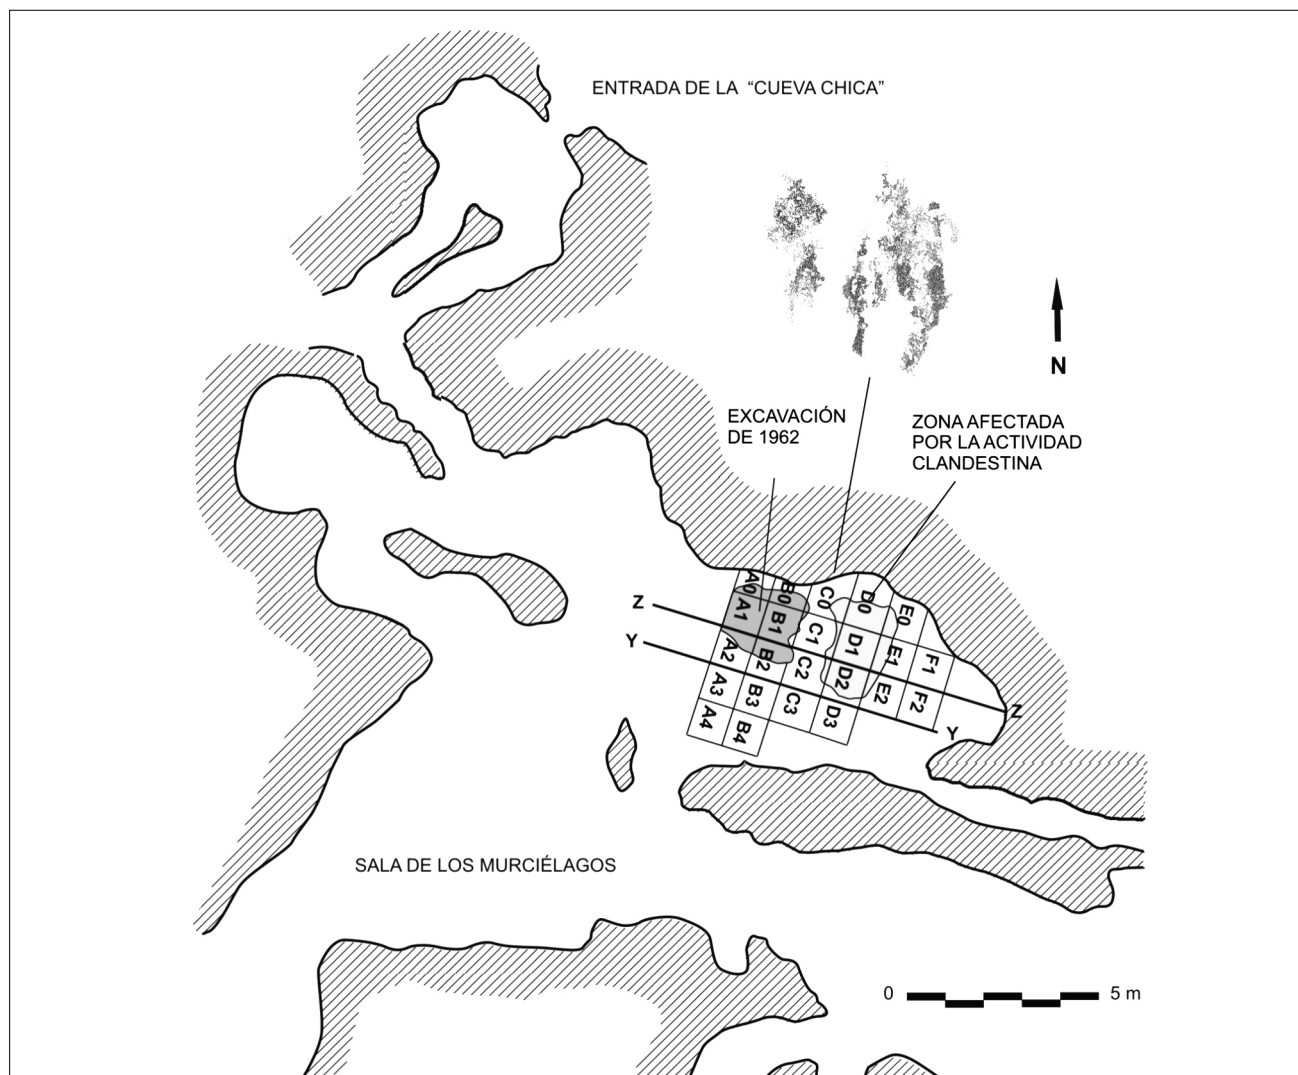 ENTRADA DE LA “CUEVA CHICA”
N
EXCAVACIÓN
DE 1962
ZONA AFECTADA
POR LA ACTIVIDAD
CLANDESTINA
Z
Y
A0
B0
C0
D0
E0
A1
B1
C1
D1
E1
F1
A2
B2
C2
D2
E2
F2
A3
B3
C3
D3
A4
B4
Z
Y
SALA DE LOS MURCIÉLAGOS
0
5 m